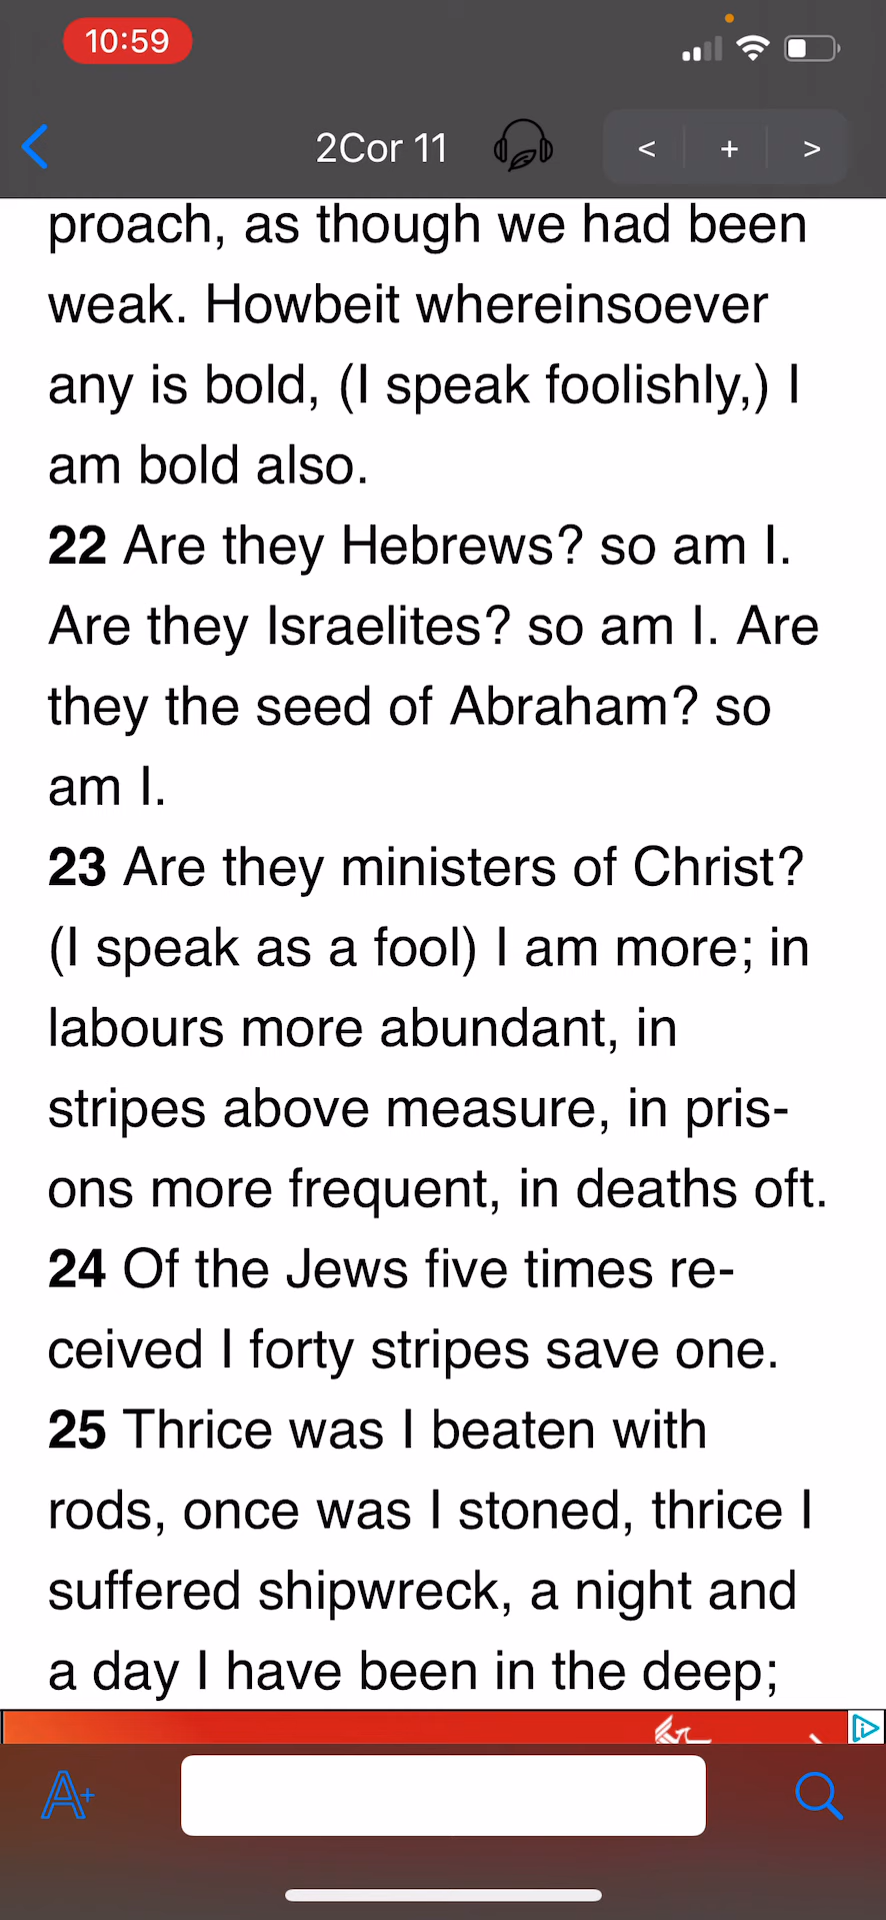 10:59
2Cor 11
< + >
proach, as though we had been
weak. Howbeit whereinsoever
any is bold, (I speak foolishly,) I
am bold also.
22 Are they Hebrews? so am I.
Are they Israelites? so am I. Are
they the seed of Abraham? so
am I.
23 Are they ministers of Christ?
(I speak as a fool) I am more; in
labours more abundant, in
stripes above measure, in pris-
ons more frequent, in deaths oft.
24 Of the Jews five times re-
ceived I forty stripes save one.
25 Thrice was I beaten with
rods, once was I stoned, thrice I
suffered shipwreck, a night and
a day I have been in the deep;
A+